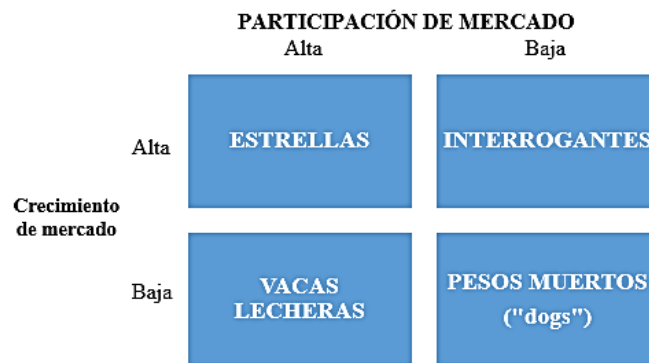 PARTICIPACIÓN DE MERCADO
Alta
Baja
Alta
ESTRELLAS
INTERROGANTES
Crecimiento
de mercado
Baja
VACAS
LECHERAS
PESOS MUERTOS
("dogs")